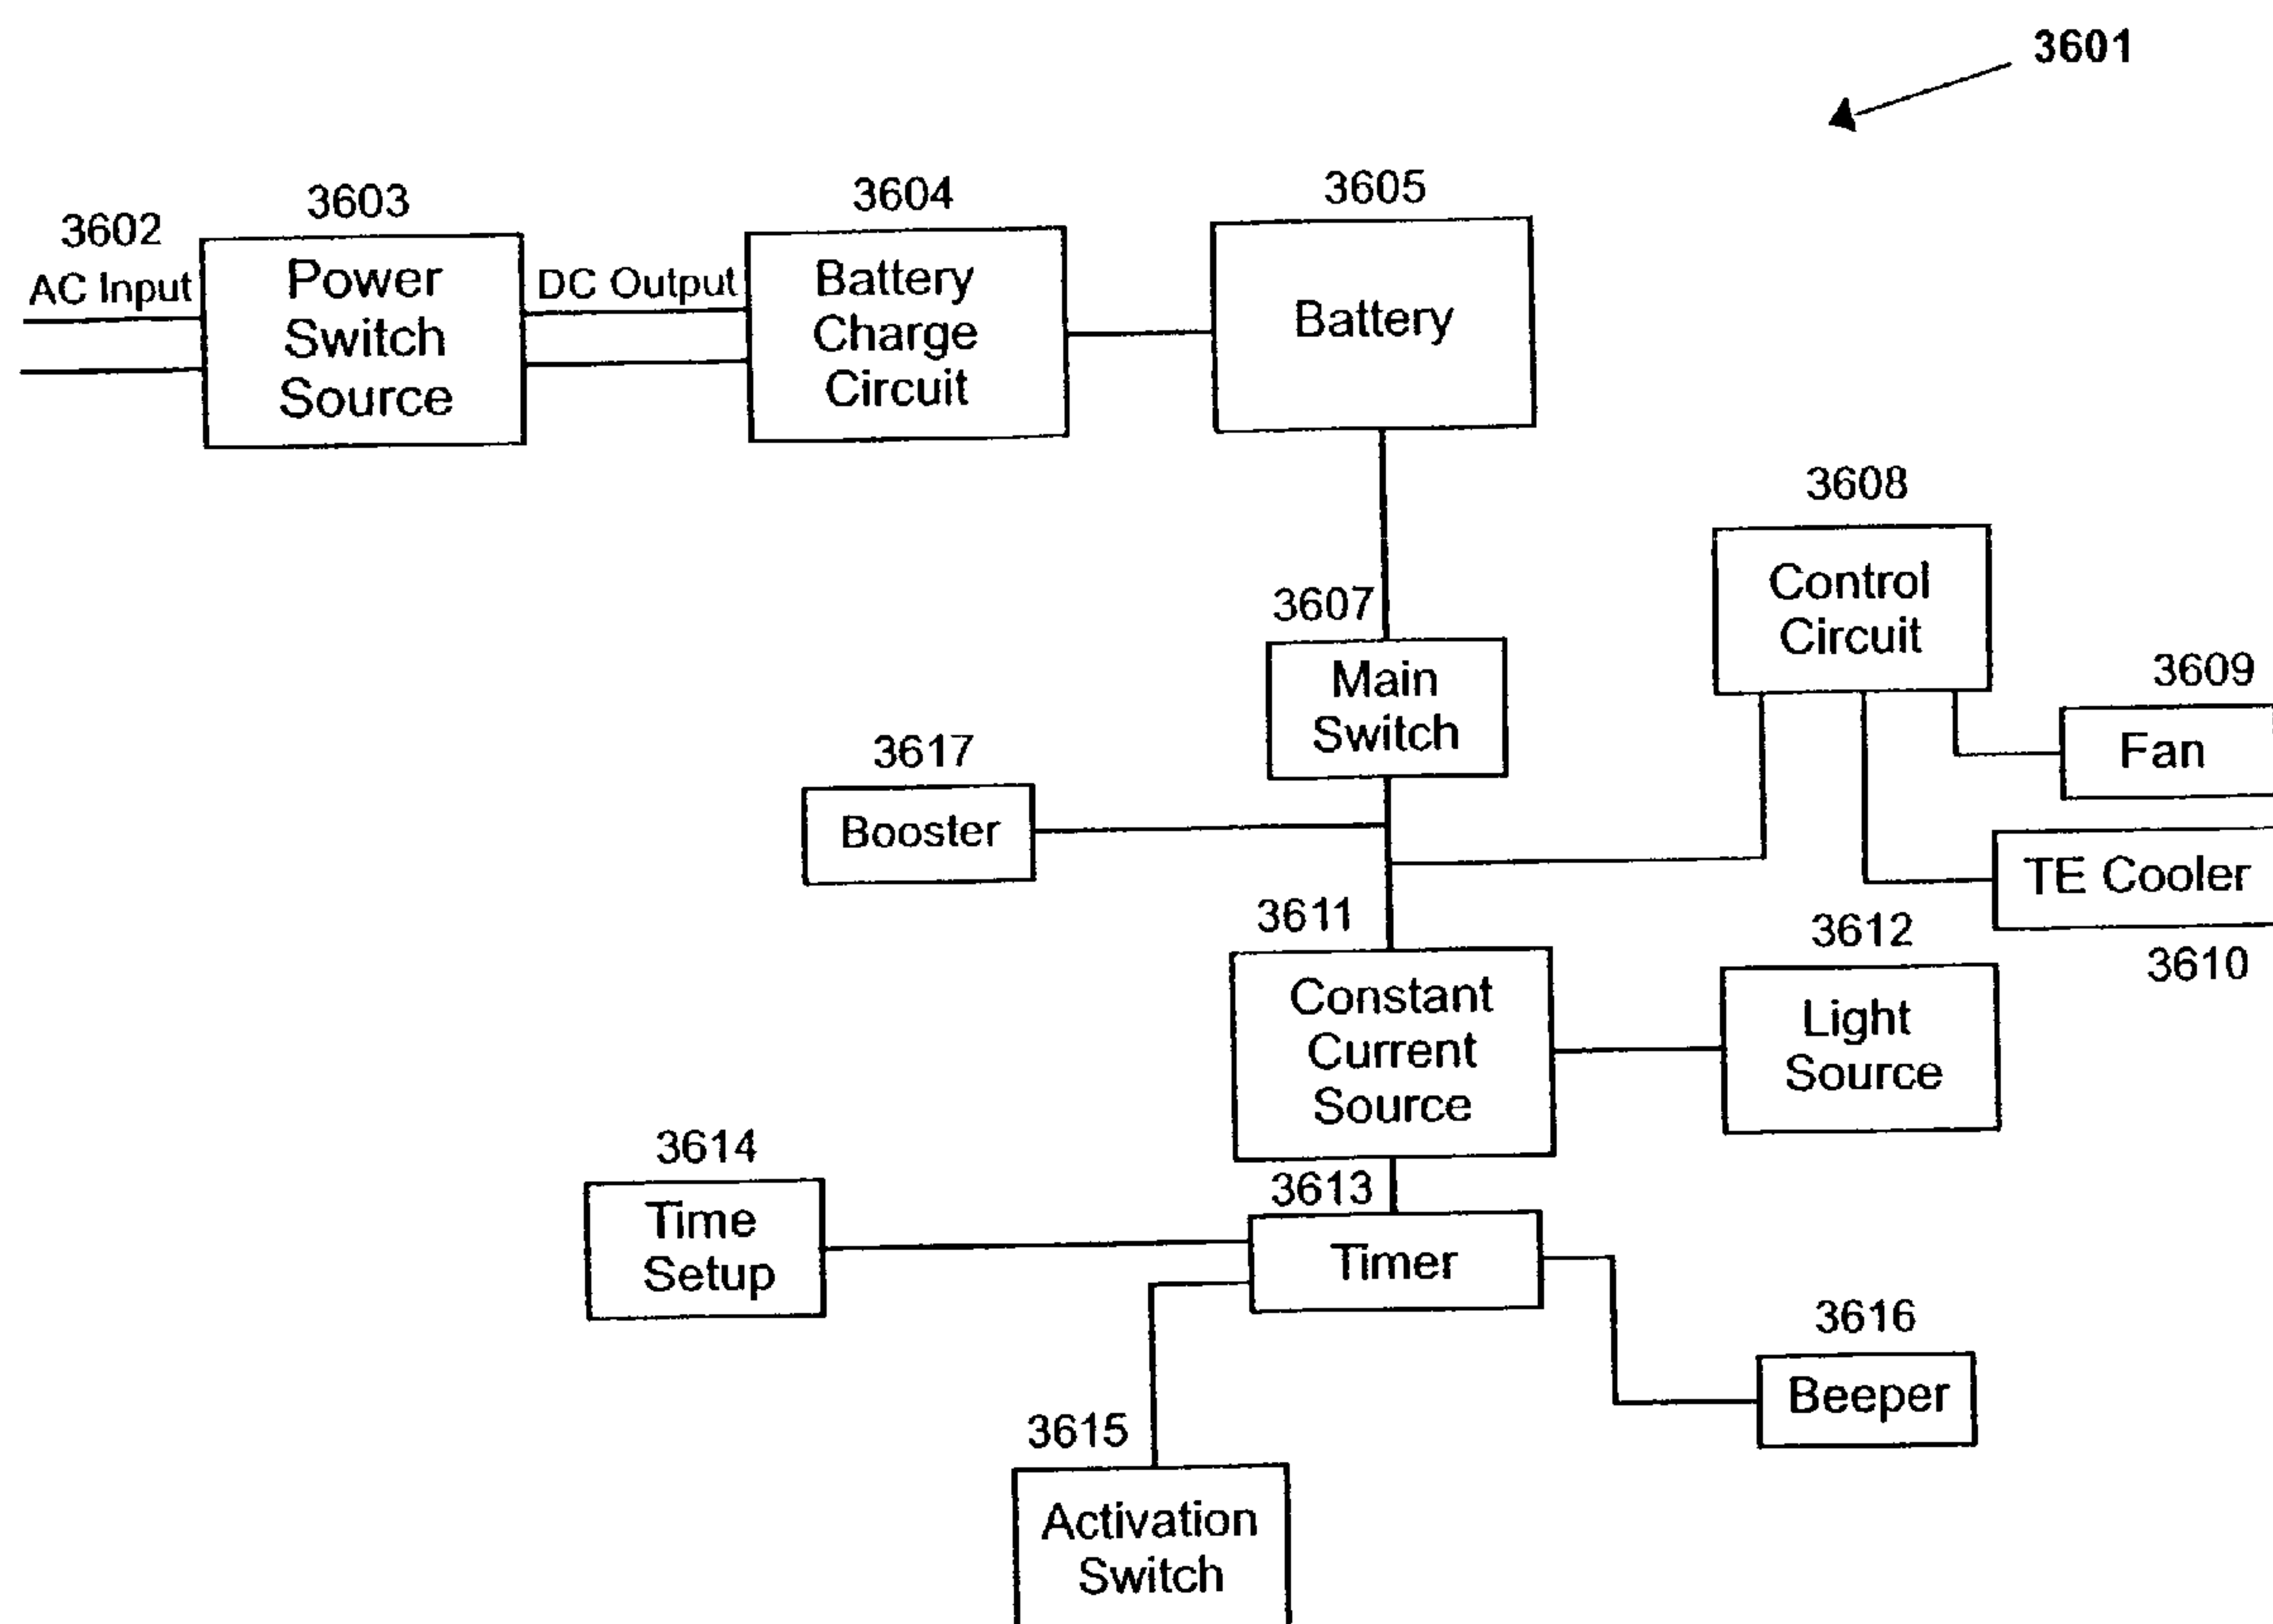 3601
3602
AC Input
3603
Power
Switch
Source
DC Output
3604
Battery
Charge
Circuit
3605
Battery
3608
Control
Circuit
3607
Main
Switch
3609
Fan
3617
Booster
TE Cooler
3610
3611
Constant
Current
Source
3612
Light
Source
3614
Time
Setup
3613
Timer
3616
Beeper
3615
Activation
Switch